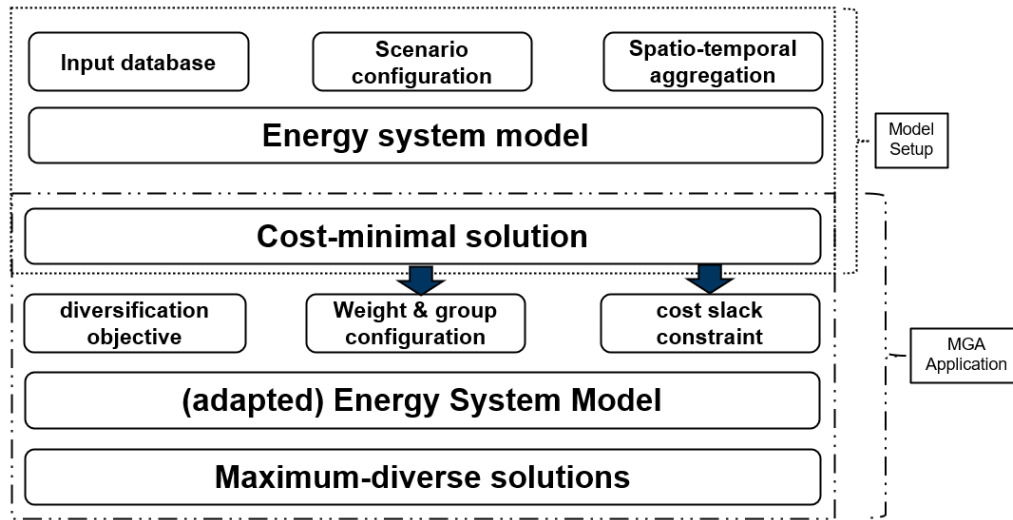 Input database
Scenario
configuration
Spatio-temporal
aggregation
Energy system model
Model
Setup
Cost-minimal solution
diversification
objective
Weight & group
configuration
cost slack
constraint
MGA
Application
(adapted) Energy System Model
Maximum-diverse solutions